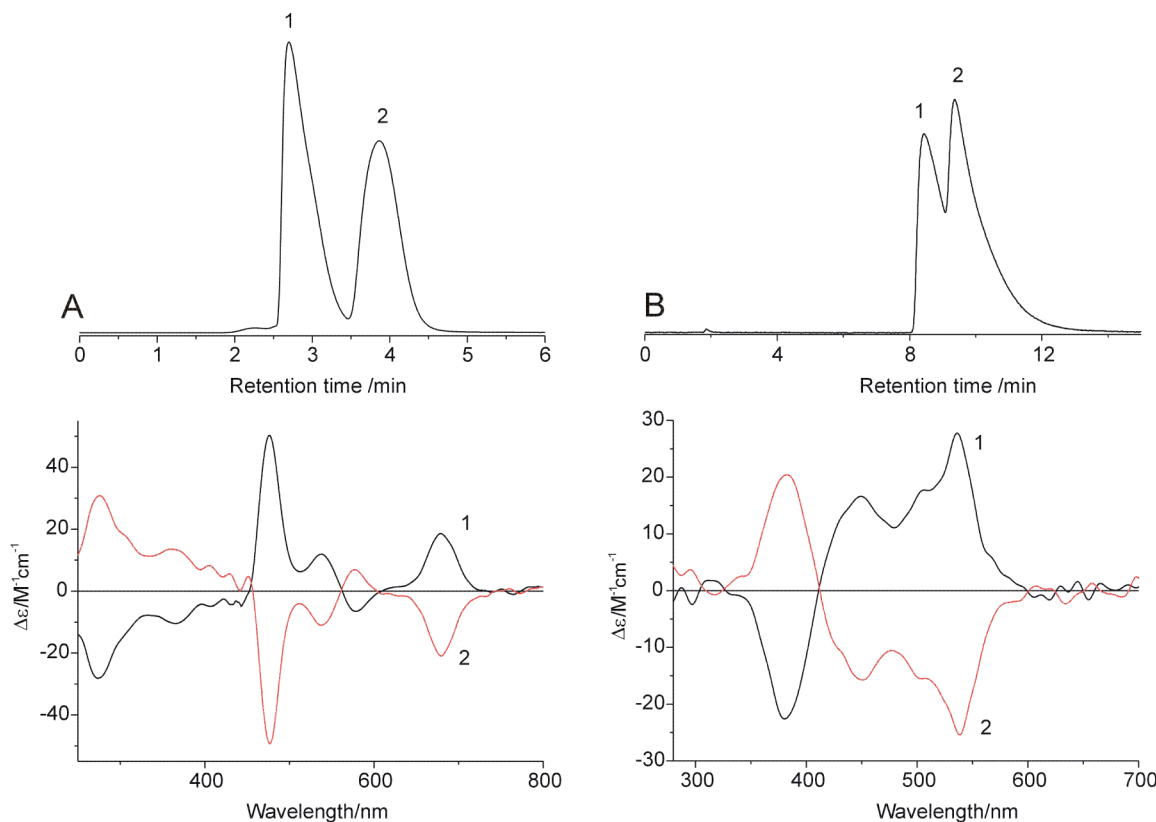 1
2
A
0 1 2 3 4 5 6
Retention time /min
1
2
B
0 4 8 12
Retention time /min
40
20
0
-20
-40
Δε/M⁻¹cm⁻¹
1
2
400 600 800
Wavelength/nm
30
20
10
0
-10
-20
-30
Δε/M⁻¹cm⁻¹
1
2
300 400 500 600 700
Wavelength/nm